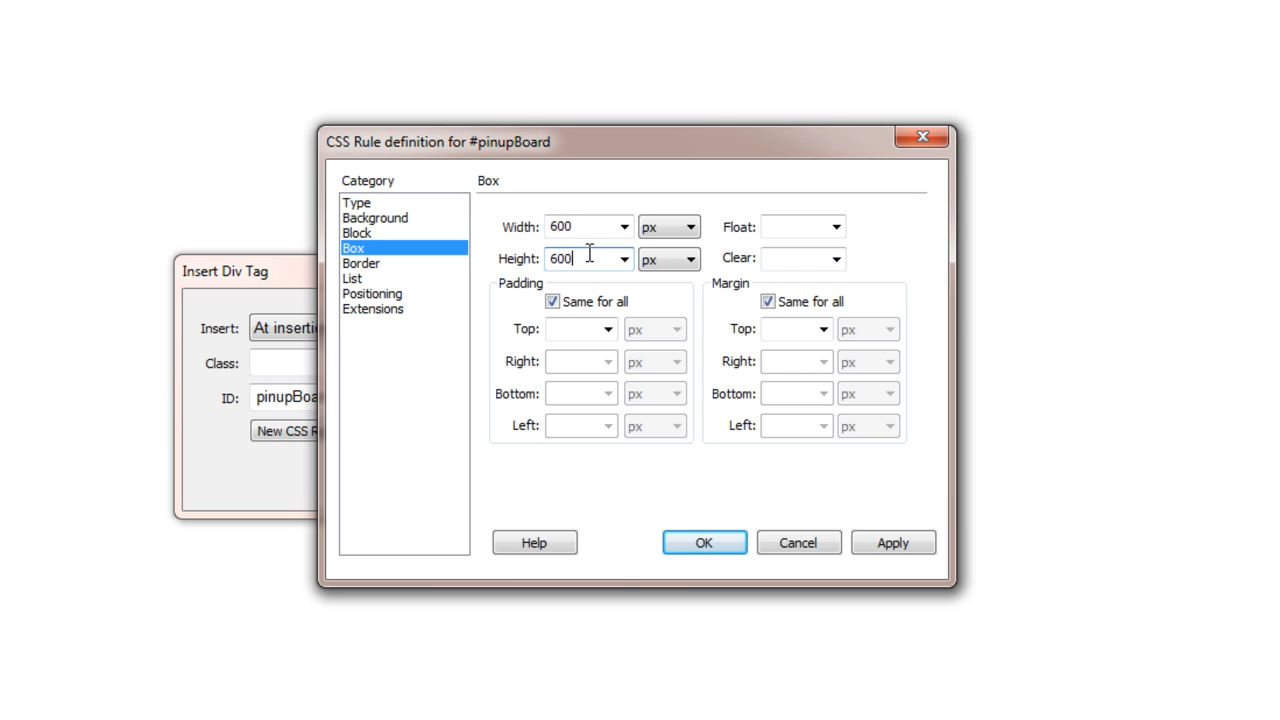 CSS Rule definition for #pinupBoard
Category
Type
Background
Block
Box
Border
List
Positioning
Extensions
Box
Width: 600 px Float:
Height: 600 px Clear:
Padding
Same for all
Top: px
Right: px
Bottom: px
Left: px
Margin
Same for all
Top: px
Right: px
Bottom: px
Left: px
Help OK Cancel Apply
Insert Div Tag
Insert: At
Class:
ID:
New CSS